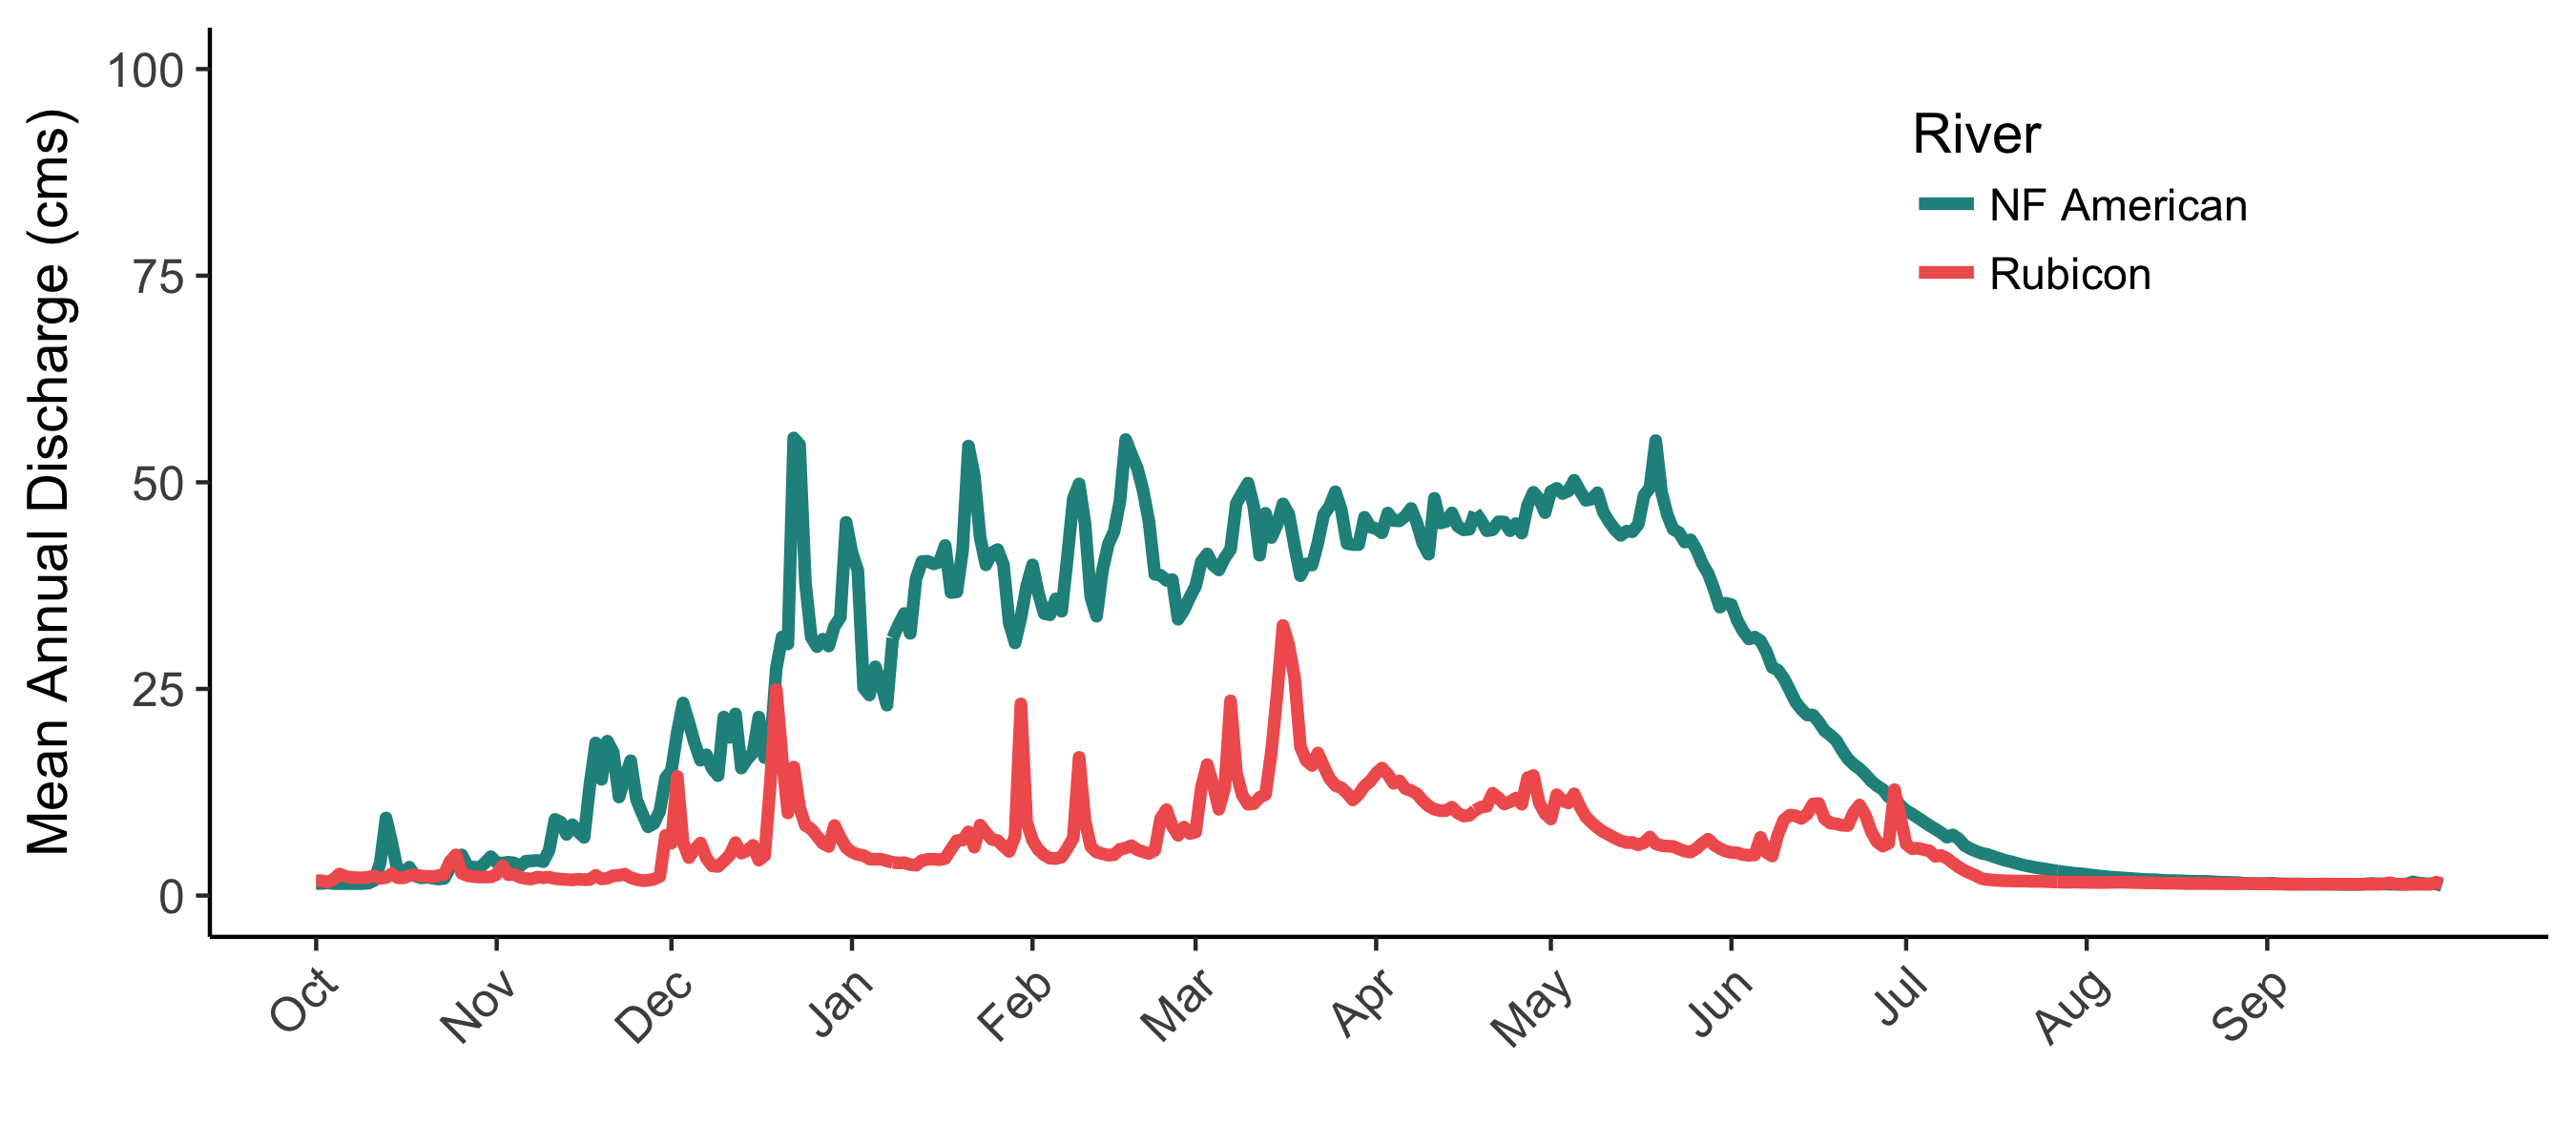 Mean Annual Discharge (cms)
100
75
50
25
0
River
NF American
Rubicon
Oct
Nov
Dec
Jan
Feb
Mar
Apr
May
Jun
Jul
Aug
Sep